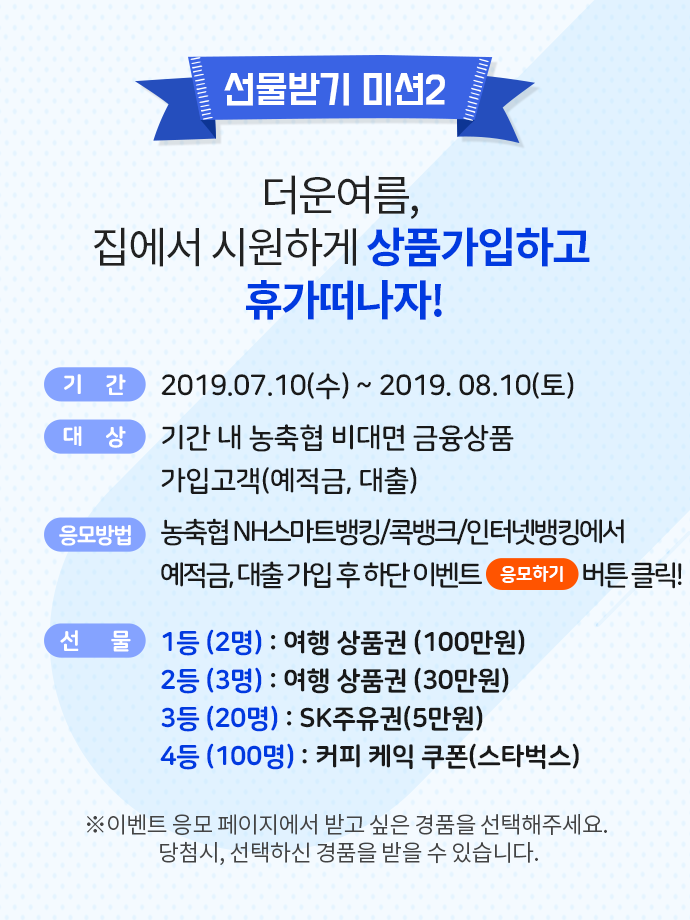 선물받기 미션2
더운여름,
집에서 시원하게 상품가입하고
휴가떠나자!
기 간 2019.07.10(수) ~ 2019. 08.10(토)
대 상 기간 내 농축협 비대면 금융상품
가입고객(예적금, 대출)
응모방법 농축협 NH스마트뱅킹/콕뱅크/인터넷뱅킹에서
예적금, 대출 가입 후 하단 이벤트 응모하기 버튼 클릭!
선 물 1등 (2명) : 여행 상품권 (100만원)
2등 (3명) : 여행 상품권 (30만원)
3등 (20명) : SK주유권(5만원)
4등 (100명) : 커피 케익 쿠폰(스타벅스)
※이벤트 응모 페이지에서 받고 싶은 경품을 선택해주세요.
당첨시, 선택하신 경품을 받을 수 있습니다.